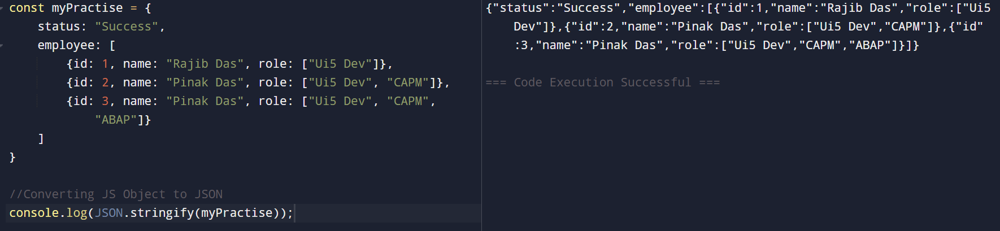 const myPractise = {
    status: "Success",
    employee: [
        {id: 1, name: "Rajib Das", role: ["Ui5 Dev"]},
        {id: 2, name: "Pinak Das", role: ["Ui5 Dev", "CAPM"]},
        {id: 3, name: "Pinak Das", role: ["Ui5 Dev", "CAPM",
            "ABAP"]}
    ]
}
//Converting JS Object to JSON
console.log(JSON.stringify(myPractise));
{"status":"Success","employee":[{"id":1,"name":"Rajib Das","role":["Ui5
    Dev"]},{"id":2,"name":"Pinak Das","role":["Ui5 Dev","CAPM"]},{"id"
    :3,"name":"Pinak Das","role":["Ui5 Dev","CAPM","ABAP"]}]}
=== Code Execution Successful ===